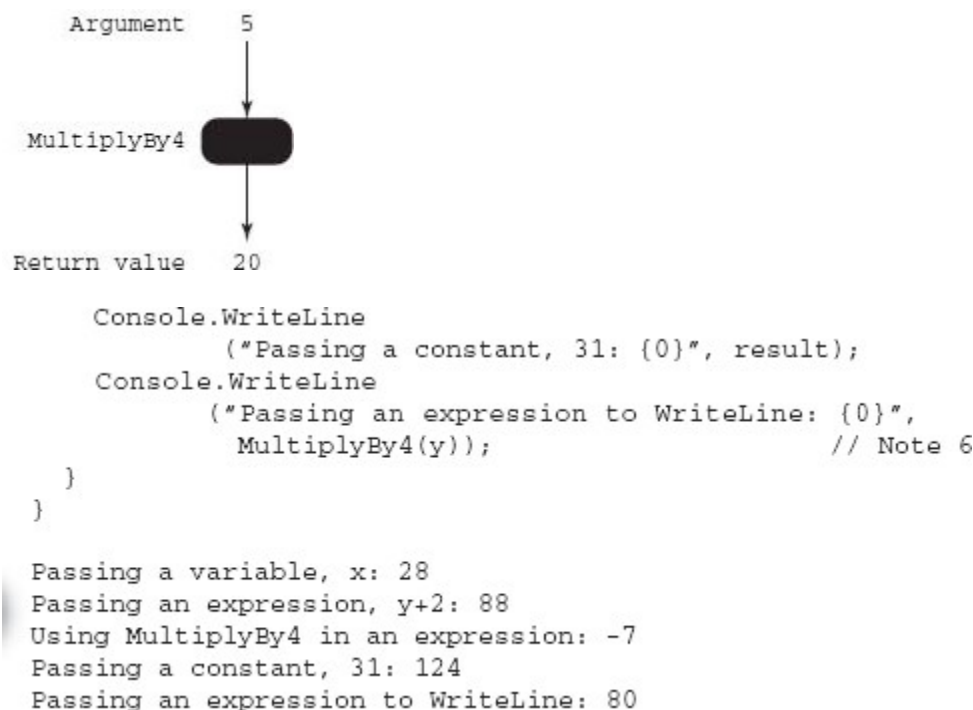 Argument 5
MultiplyBy4
Return value 20
Console.WriteLine
("Passing a constant, 31: {0}", result);
Console.WriteLine
("Passing an expression to WriteLine: {0}",
MultiplyBy4(y)); // Note 6
}
}
Passing a variable, x: 28
Passing an expression, y+2: 88
Using MultiplyBy4 in an expression: -7
Passing a constant, 31: 124
Passing an expression to WriteLine: 80